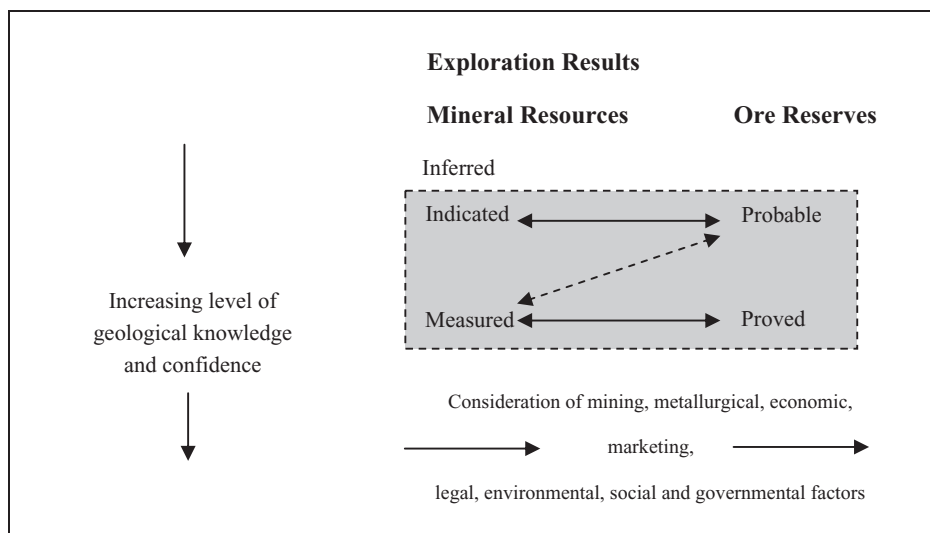 Exploration Results
Mineral Resources Ore Reserves
Inferred
Indicated Probable
Increasing level of
geological knowledge
and confidence
Measured Proved
Consideration of mining, metallurgical, economic,
marketing,
legal, environmental, social and governmental factors